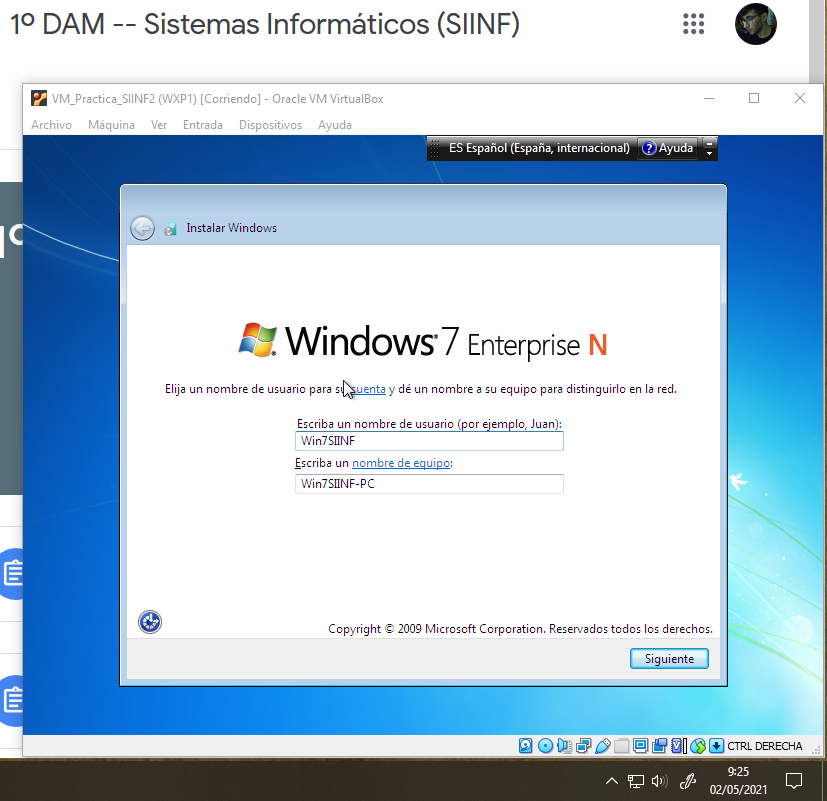 1º DAM -- Sistemas Informáticos (SIINF)
VM_Practica_SIINF2 (WXP1) [Corriendo] - Oracle VM VirtualBox
Archivo Máquina Ver Entrada Dispositivos Ayuda
ES Español (España, internacional) ? Ayuda
1º
Instalar Windows
Windows 7 Enterprise N
Elija un nombre de usuario para su cuenta y dé un nombre a su equipo para distinguirlo en la red.
Escriba un nombre de usuario (por ejemplo, Juan):
Win7SIINF
Escriba un nombre de equipo:
Win7SIINF-PC
Copyright © 2009 Microsoft Corporation. Reservados todos los derechos.
Siguiente
CTRL DERECHA
9:25
02/05/2021